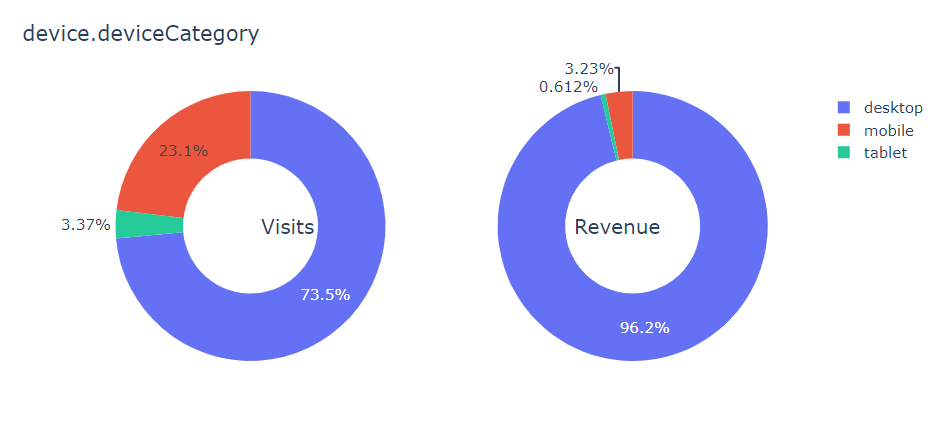 device.deviceCategory
3.23%
0.612%
desktop
mobile
tablet
23.1%
3.37%
Visits
73.5%
Revenue
96.2%